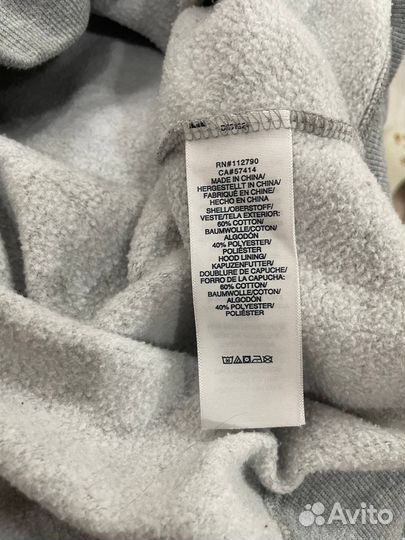 RN#112790
CA#57414
MADE IN CHINA/
HERGESTELLT IN CHINA/
FABRIQUÉ EN CHINE/
HECHO EN CHINA
SHELL/OBERSTOFF/
VESTE/TELA EXTERIOR:
60% COTTON/
BAUMWOLLE/COTON/
ALGODÓN
40% POLYESTER/
POLIÉSTER
HOOD LINING/
KAPUZENFUTTER/
DOUBLURE DE CAPUCHE/
FORRO DE LA CAPUCHA:
60% COTTON/
BAUMWOLLE/COTON/
ALGODÓN
40% POLYESTER/
POLIÉSTER
Avito